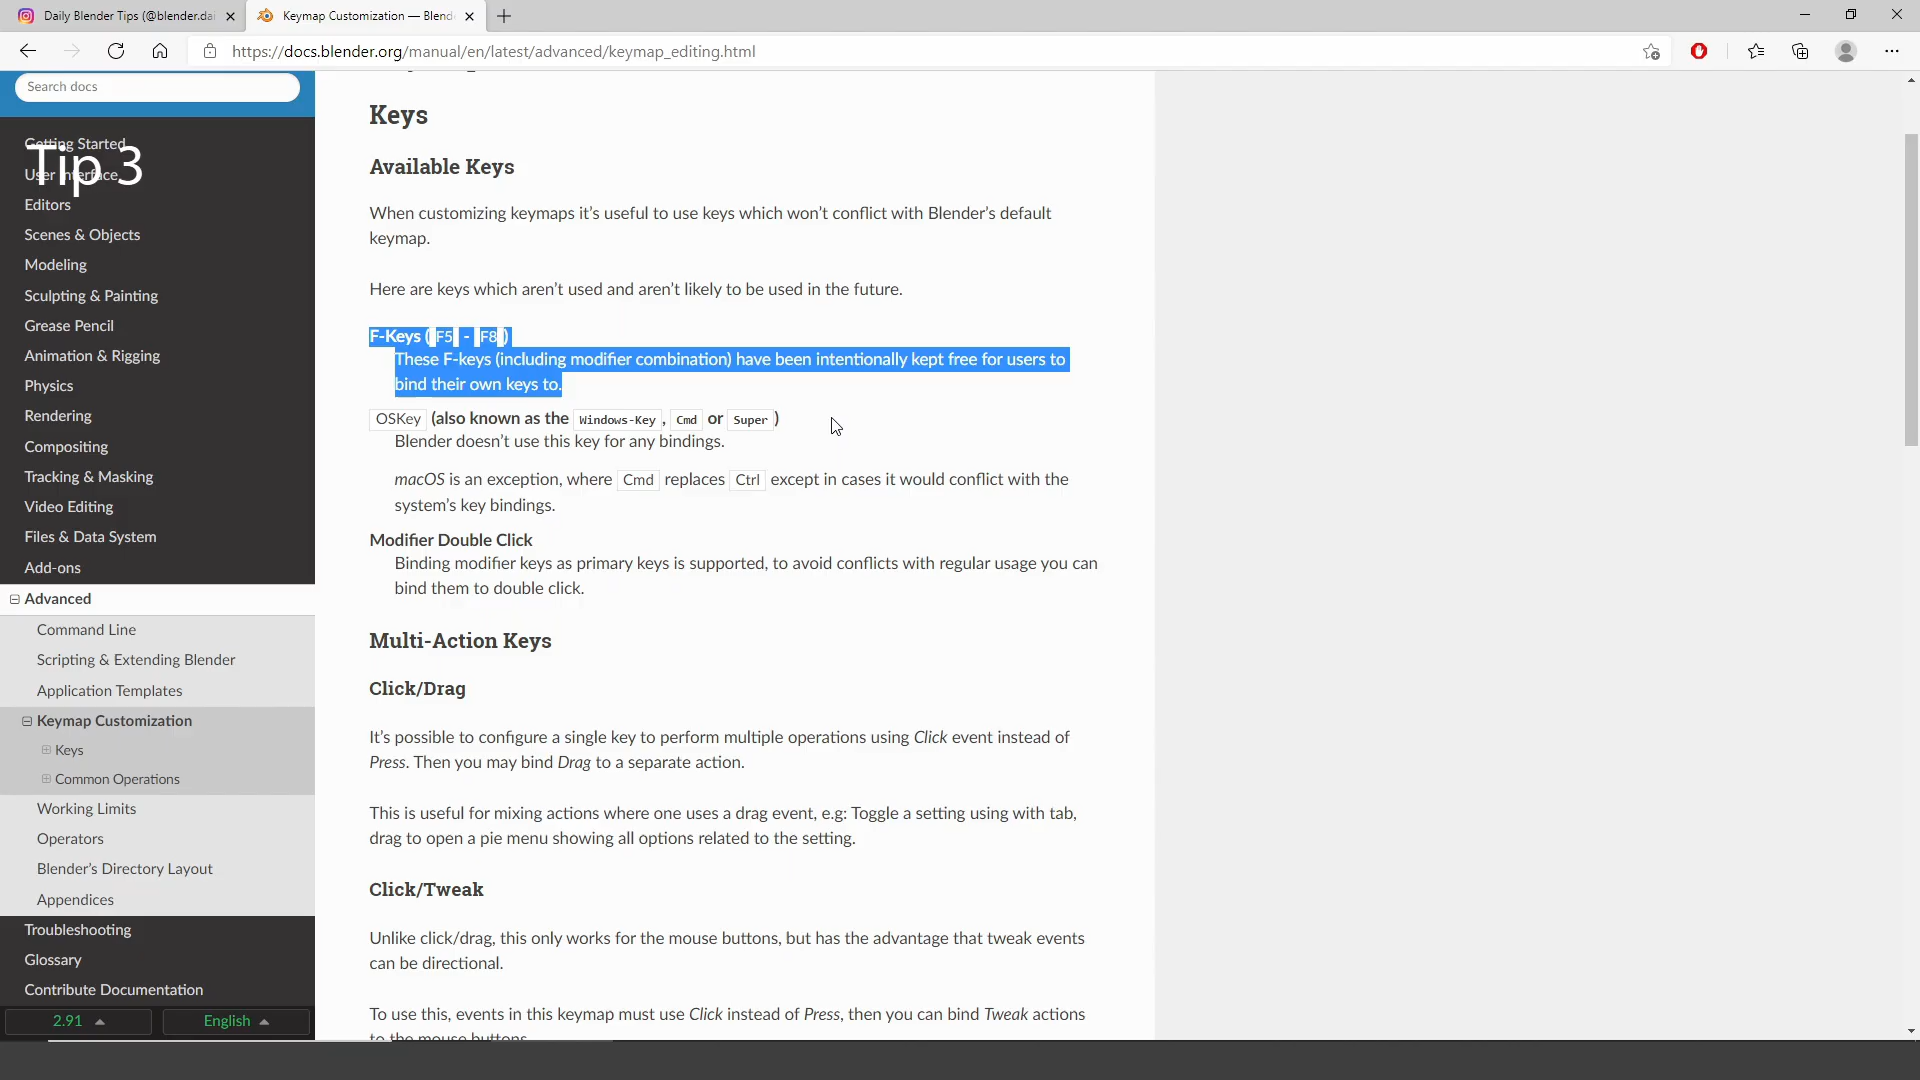 Daily Blender Tips (@blender.dai
Keymap Customization — Blende
https://docs.blender.org/manual/en/latest/advanced/keymap_editing.html
Search docs
Getting Started
Tip 3
User Interface
Editors
Scenes & Objects
Modeling
Sculpting & Painting
Grease Pencil
Animation & Rigging
Physics
Rendering
Compositing
Tracking & Masking
Video Editing
Files & Data System
Add-ons
Advanced
Command Line
Scripting & Extending Blender
Application Templates
Keymap Customization
Keys
Common Operations
Working Limits
Operators
Blender’s Directory Layout
Appendices
Troubleshooting
Glossary
Contribute Documentation
2.91
English
Keys
Available Keys
When customizing keymaps it’s useful to use keys which won’t conflict with Blender’s default
keymap.
Here are keys which aren’t used and aren’t likely to be used in the future.
F-Keys ( F5 - F8 )
These F-keys (including modifier combination) have been intentionally kept free for users to
bind their own keys to.
OSKey (also known as the Windows-Key , Cmd or Super )
Blender doesn’t use this key for any bindings.
macOS is an exception, where Cmd replaces Ctrl except in cases it would conflict with the
system’s key bindings.
Modifier Double Click
Binding modifier keys as primary keys is supported, to avoid conflicts with regular usage you can
bind them to double click.
Multi-Action Keys
Click/Drag
It’s possible to configure a single key to perform multiple operations using Click event instead of
Press. Then you may bind Drag to a separate action.
This is useful for mixing actions where one uses a drag event, e.g: Toggle a setting using with tab,
drag to open a pie menu showing all options related to the setting.
Click/Tweak
Unlike click/drag, this only works for the mouse buttons, but has the advantage that tweak events
can be directional.
To use this, events in this keymap must use Click instead of Press, then you can bind Tweak actions
to the mouse buttons.